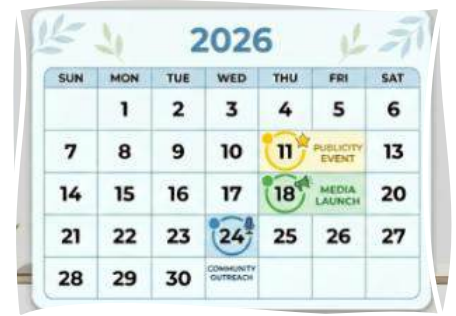 2026
SUN MON TUE WED THU FRI SAT
1 2 3 4 5 6
7 8 9 10 11 PUBLICITY EVENT 13
14 15 16 17 18 MEDIA LAUNCH 20
21 22 23 24 25 26 27
28 29 30 COMMUNITY OUTREACH